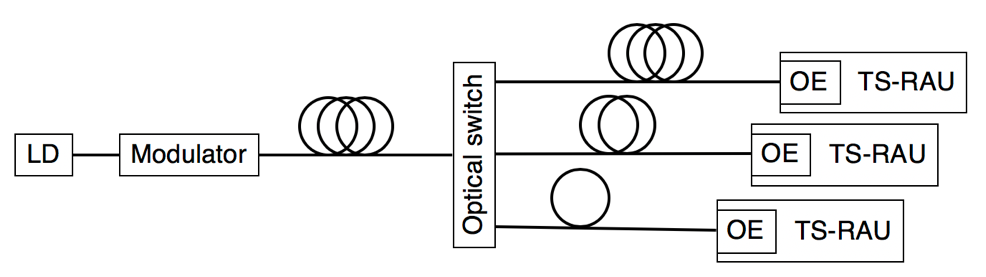 LD
Modulator
Optical switch
OE
TS-RAU
OE
TS-RAU
OE
TS-RAU